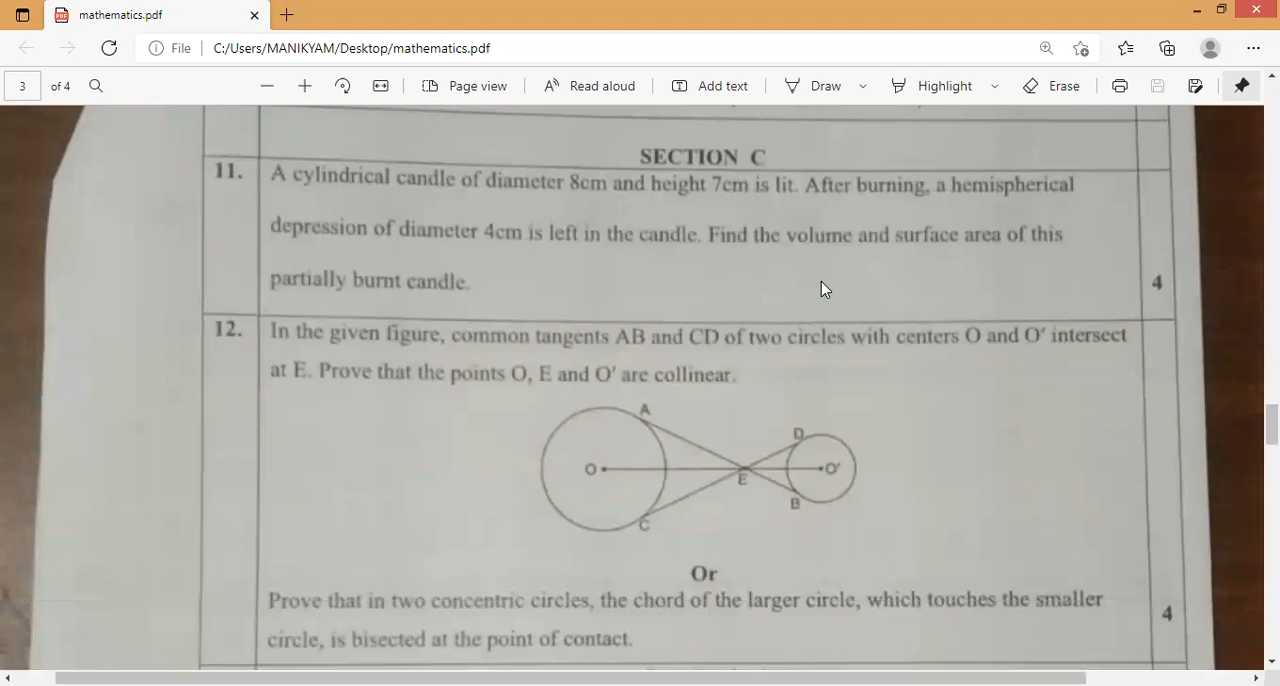 mathematics.pdf
File
C:/Users/MANIKYAM/Desktop/mathematics.pdf
3
of 4
Page view
Read aloud
Add text
Draw
Highlight
Erase
SECTION C
11.
A cylindrical candle of diameter 8cm and height 7cm is lit. After burning, a hemispherical
depression of diameter 4cm is left in the candle. Find the volume and surface area of this
partially burnt candle.
4
12.
In the given figure, common tangents AB and CD of two circles with centers O and O' intersect
at E. Prove that the points O, E and O' are collinear.
A
D
O
O'
E
B
C
Or
Prove that in two concentric circles, the chord of the larger circle, which touches the smaller
4
circle, is bisected at the point of contact.